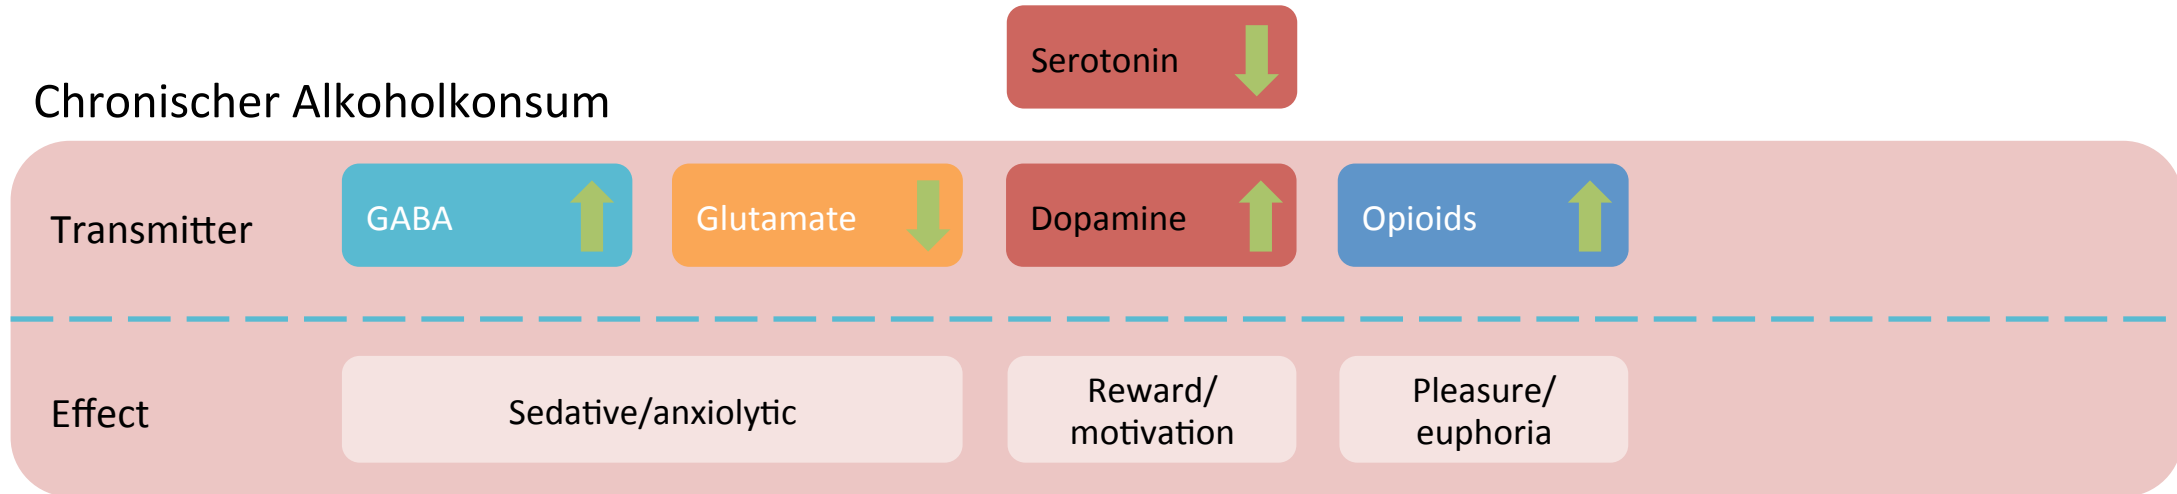 Serotonin
Chronischer Alkoholkonsum
Transmitter
GABA
Glutamate
Dopamine
Opioids
Effect
Sedative/anxiolytic
Reward/
motivation
Pleasure/
euphoria